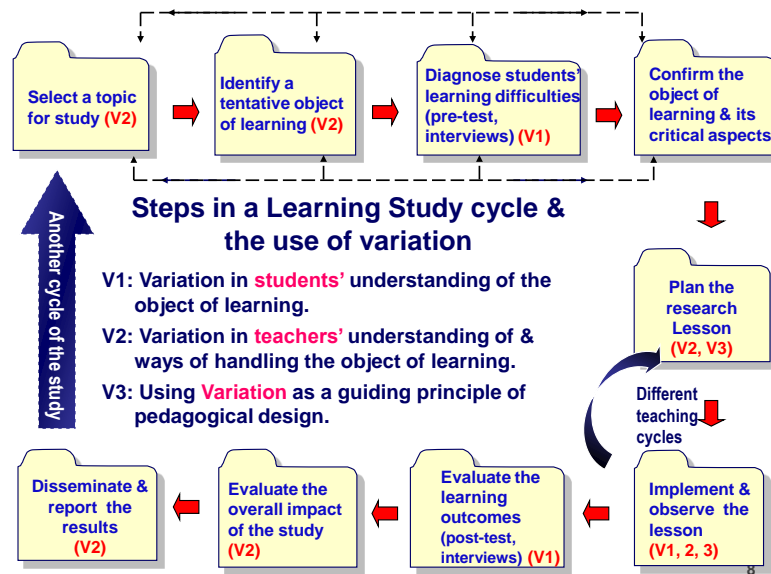 Select a topic
for study (V2)
Identify a
tentative object
of learning (V2)
Diagnose students'
learning difficulties
(pre-test,
interviews) (V1)
Confirm the
object of
learning & its
critical aspects
Steps in a Learning Study cycle &
the use of variation
V1: Variation in students' understanding of the
object of learning.
V2: Variation in teachers' understanding of &
ways of handling the object of learning.
V3: Using Variation as a guiding principle of
pedagogical design.
Another cycle of the study
Plan the
research
Lesson
(V2, V3)
Different
teaching
cycles
Disseminate &
report the
results
(V2)
Evaluate the
overall impact
of the study
(V2)
Evaluate the
learning
outcomes
(post-test,
interviews) (V1)
Implement &
observe the
lesson
(V1, 2, 3)
8